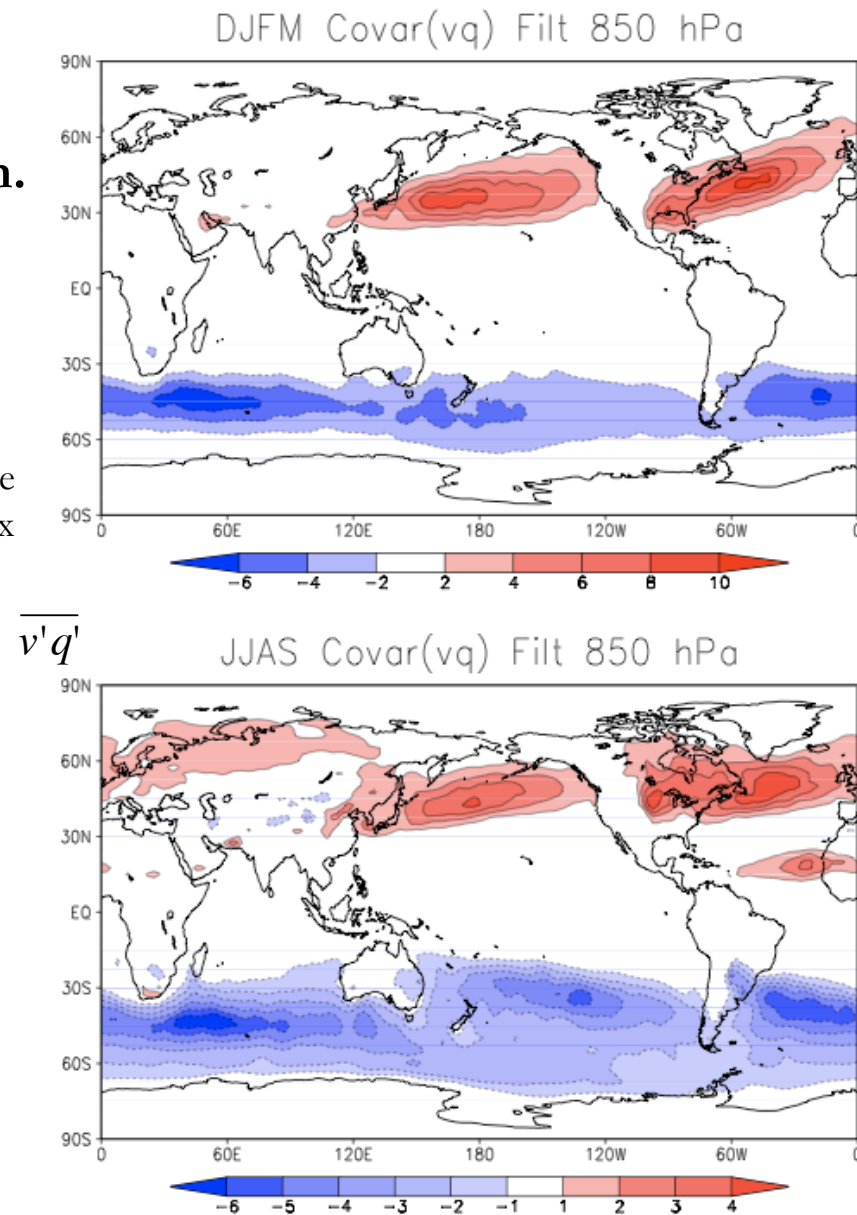 DJFM Covar(vq) Filt 850 hPa
90N
60N
n.
30N
EQ
30S
60S
e
90S
x
0 60E 120E 180 120W 60W 0
-6 -4 -2 2 4 6 8 10
v'q'
JJAS Covar(vq) Filt 850 hPa
90N
60N
30N
EQ
30S
60S
90S
0 60E 120E 180 120W 60W 0
-6 -5 -4 -3 -2 -1 1 2 3 4